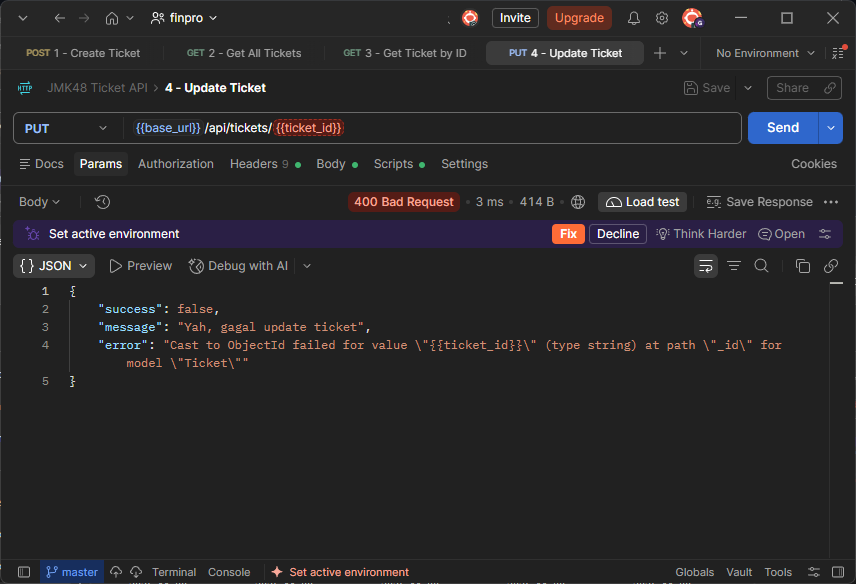 finpro
Invite
Upgrade
POST 1 - Create Ticket
GET 2 - Get All Tickets
GET 3 - Get Ticket by ID
PUT 4 - Update Ticket
No Environment
HTTP
JMK48 Ticket API > 4 - Update Ticket
Save
Share
PUT
{{base_url}}/api/tickets/{{ticket_id}}
Send
Docs
Params
Authorization
Headers 9
Body
Scripts
Settings
Cookies
Body
400 Bad Request • 3 ms • 414 B
Load test
e.g. Save Response
Set active environment
Fix
Decline
Think Harder
Open
{} JSON
Preview
Debug with AI
1 {
2 "success": false,
3 "message": "Yah, gagal update ticket",
4 "error": "Cast to ObjectId failed for value \"{{ticket_id}}\" (type string) at path \"_id\" for
model \"Ticket\""
5 }
master
Terminal
Console
Set active environment
Globals
Vault
Tools